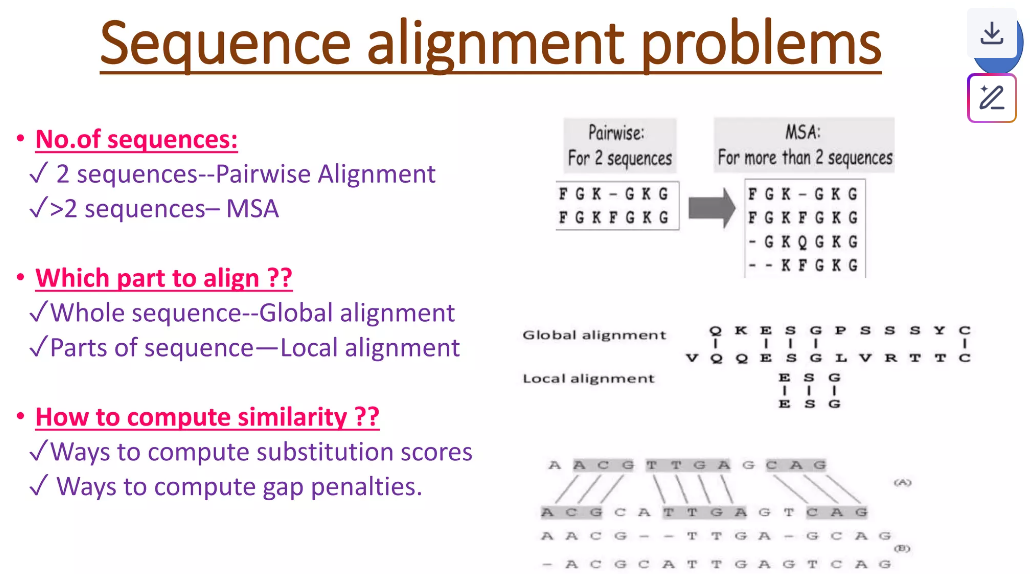 Sequence alignment problems
• No.of sequences:
✓ 2 sequences--Pairwise Alignment
✓>2 sequences– MSA
• Which part to align ??
✓Whole sequence--Global alignment
✓Parts of sequence—Local alignment
• How to compute similarity ??
✓Ways to compute substitution scores
✓ Ways to compute gap penalties.
Pairwise:
For 2 sequences
F G K – G K G
F G K F G K G
MSA:
For more than 2 sequences
F G K – G K G
F G K F G K G
– G K Q G K G
– – K F G K G
Global alignment
Q K E S G P S S S Y C
V Q Q E S G L V R T T C
Local alignment
E S G
E S G
A A C G T T G A G C A G
(A)
A C G C A T T G A G T C A G
A A C G – – T T G A – G C A G
(B)
– A C G C A T T G A G T C A G